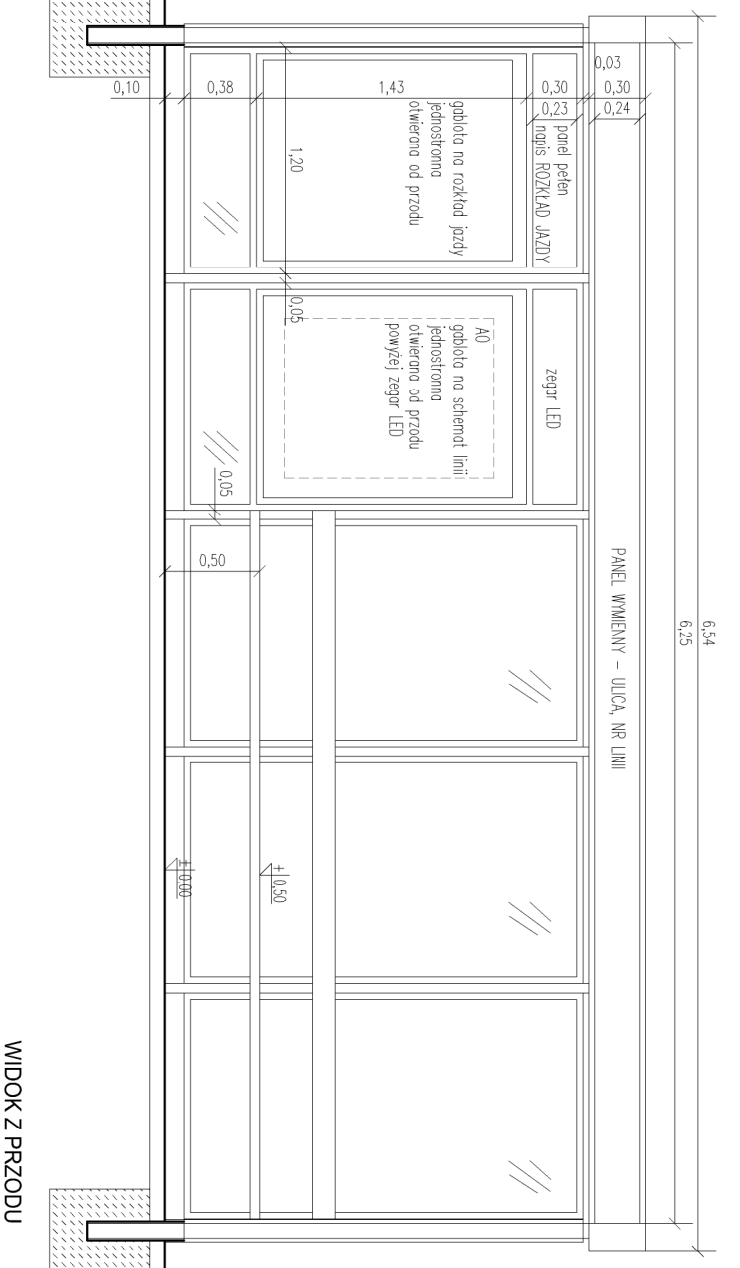 6,54
6,25
PANEL WYMIENNY – ULICA, NR LINII
0,03
0,30
0,24
0,30
0,23
1,43
0,38
0,10
panel pełen
napis ROZKŁAD JAZDY
zegar LED
gablota na rozkład jazdy
jednostronna
otwierana od przodu
1,20
0,05
A0
gablota na schemat linii
jednostronna
otwierana od przodu
powyżej zegar LED
0,05
0,50
+0,50
±0.00
WIDOK Z PRZODU